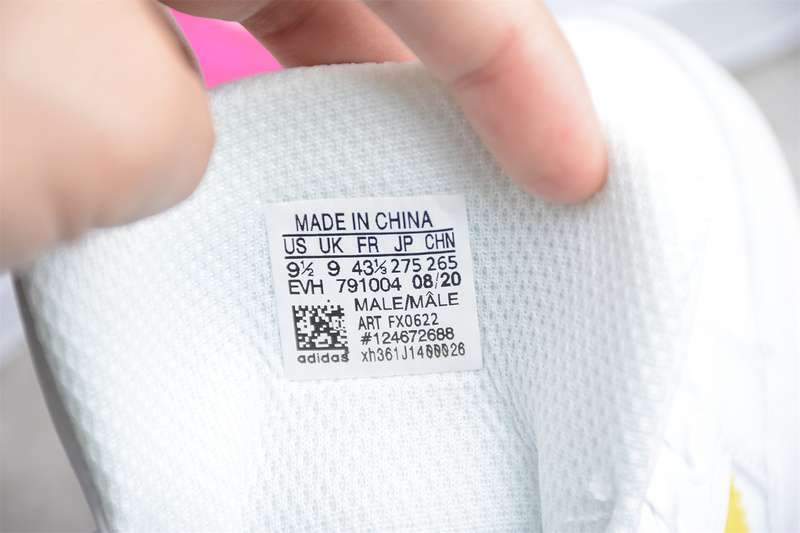 MADE IN CHINA
US UK FR JP CHN
9½ 9 43⅓ 275 265
EVH 791004 08/20
MALE/MÂLE
ART FX0622
#124672688
adidas xh361J1400026